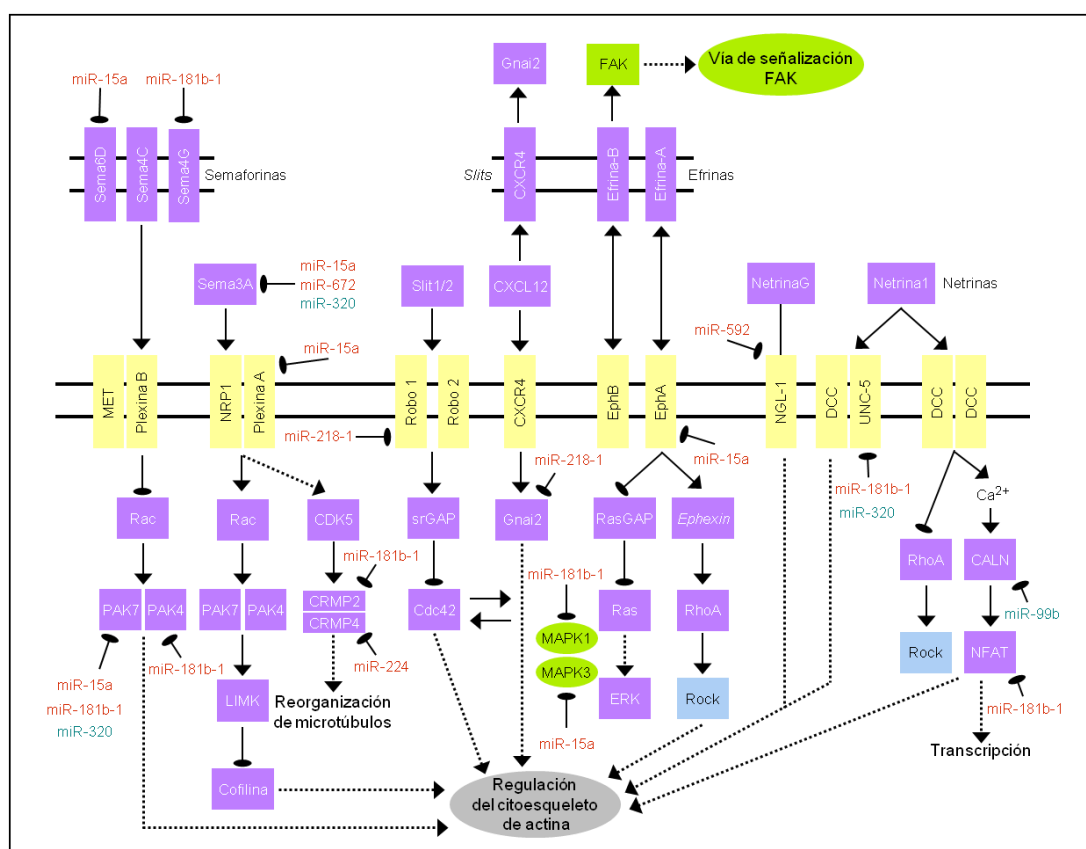 Gnai2
FAK
Vía de señalización
FAK
miR-15a
miR-181b-1
Sema6D
Sema4C
Sema4G
Semaforinas
Slits
CXCR4
Efrina-B
Efrina-A
Efrinas
Sema3A
miR-15a
miR-672
miR-320
Slit1/2
CXCL12
NetrinaG
Netrina1
Netrinas
miR-592
miR-15a
MET
Plexina B
NRP1
Plexina A
Robo 1
Robo 2
CXCR4
EphB
EphA
NGL-1
DCC
UNC-5
DCC
DCC
miR-218-1
miR-218-1
miR-15a
miR-181b-1
miR-320
Ca2+
Rac
Rac
CDK5
srGAP
Gnai2
RasGAP
Ephexin
RhoA
CALN
miR-181b-1
miR-181b-1
PAK7
PAK4
PAK7
PAK4
CRMP2
CRMP4
Cdc42
MAPK1
MAPK3
Ras
RhoA
miR-99b
miR-15a
miR-181b-1
miR-320
miR-181b-1
miR-224
Rock
NFAT
LIMK
Reorganización
de microtúbulos
ERK
Rock
miR-15a
miR-181b-1
Transcripción
Cofilina
Regulación
del citoesqueleto
de actina